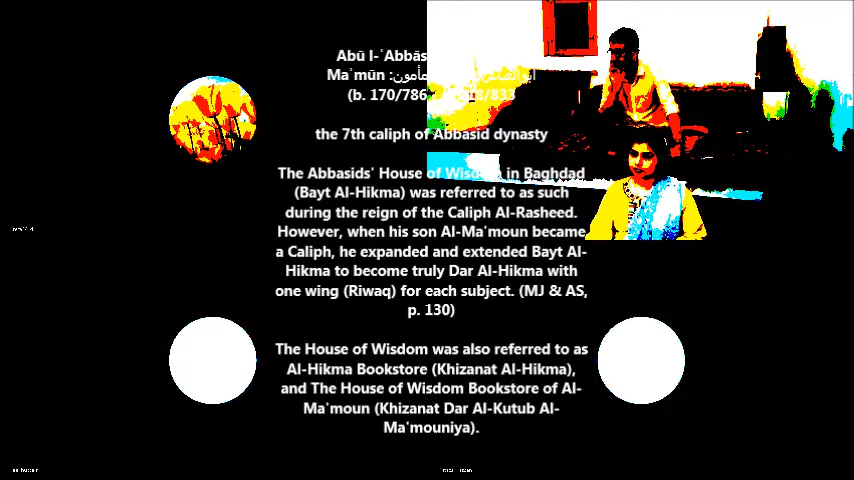 Abū l-ʿAbbās
Maʾmūn :مأمون
(b. 170/786 /833
the 7th caliph of Abbasid dynasty
The Abbasids' House of Wisdom in Baghdad
(Bayt Al-Hikma) was referred to as such
during the reign of the Caliph Al-Rasheed.
However, when his son Al-Ma'moun became
a Caliph, he expanded and extended Bayt Al-
Hikma to become truly Dar Al-Hikma with
one wing (Riwaq) for each subject. (MJ & AS,
p. 130)
The House of Wisdom was also referred to as
Al-Hikma Bookstore (Khizanat Al-Hikma),
and The House of Wisdom Bookstore of Al-
Ma'moun (Khizanat Dar Al-Kutub Al-
Ma'mouniya).